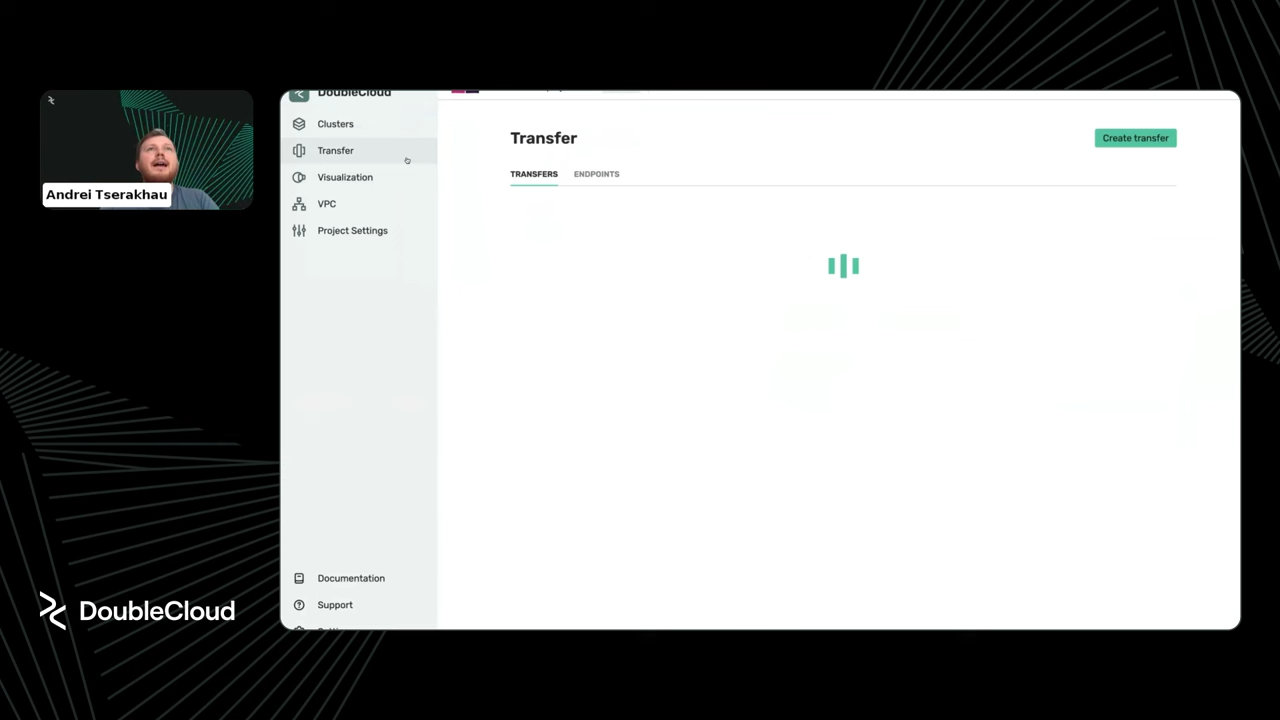 Andrei Tserakhau
DoubleCloud
DoubleCloud
Clusters
Transfer
Visualization
VPC
Project Settings
Documentation
Support
Transfer
Create transfer
TRANSFERS
ENDPOINTS